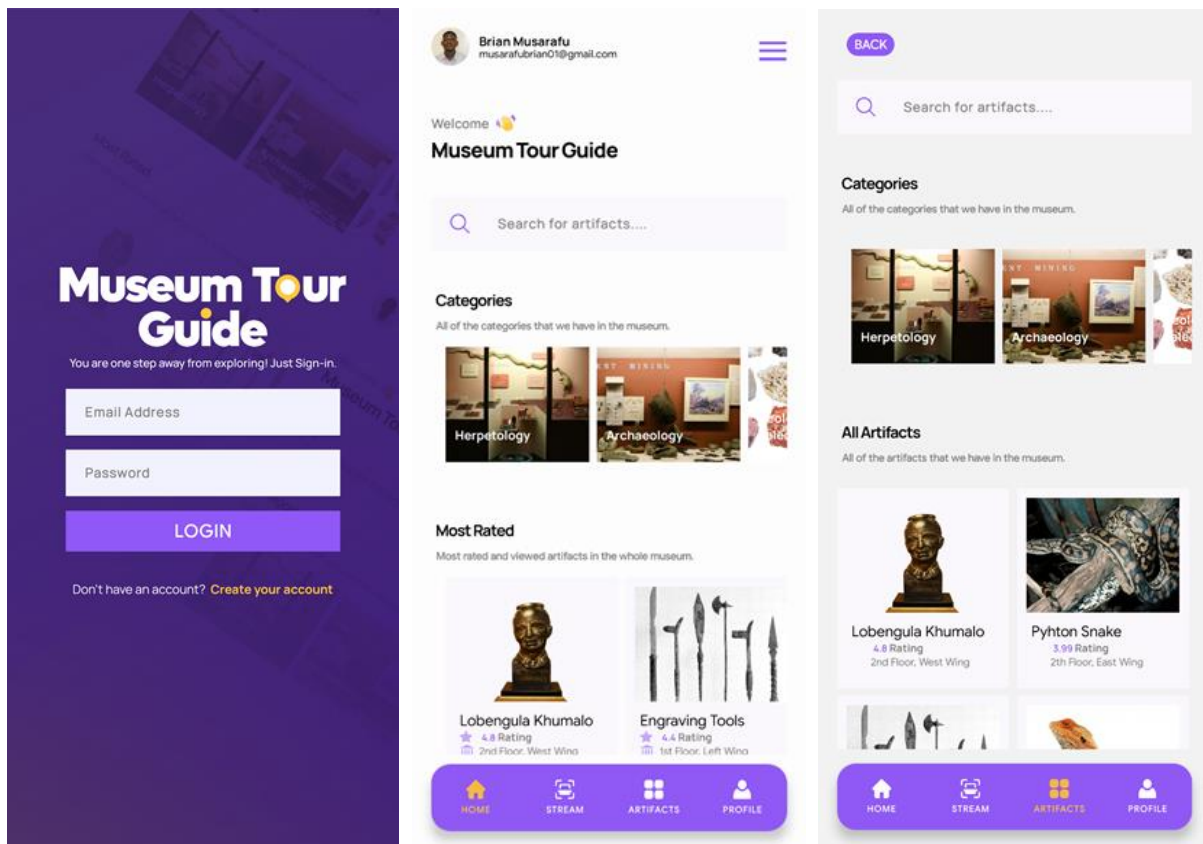 Museum Tour
Guide
You are one step away from exploring! Just Sign-in.
Email Address
Password
LOGIN
Don't have an account? Create your account
Brian Musarafu
musarafubrian01@gmail.com
Welcome
Museum Tour Guide
Search for artifacts....
Categories
All of the categories that we have in the museum.
Herpetology
Archaeology
Most Rated
Most rated and viewed artifacts in the whole museum.
Lobengula Khumalo
4.8 Rating
2nd Floor, West Wing
Engraving Tools
4.4 Rating
1st Floor, Left Wing
HOME
STREAM
ARTIFACTS
PROFILE
BACK
Search for artifacts....
Categories
All of the categories that we have in the museum.
Herpetology
Archaeology
All Artifacts
All of the artifacts that we have in the museum.
Lobengula Khumalo
4.8 Rating
2nd Floor, West Wing
Pyhton Snake
3.99 Rating
2th Floor, East Wing
HOME
STREAM
ARTIFACTS
PROFILE